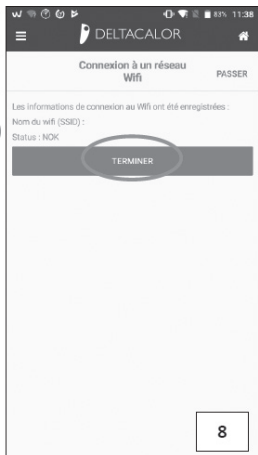 83% 11:38
DELTACALOR
Connexion à un réseau
Wifi
PASSER
Les informations de connexion au Wifi ont été enregistrées :
Nom du wifi (SSID) :
Status : NOK
TERMINER
8